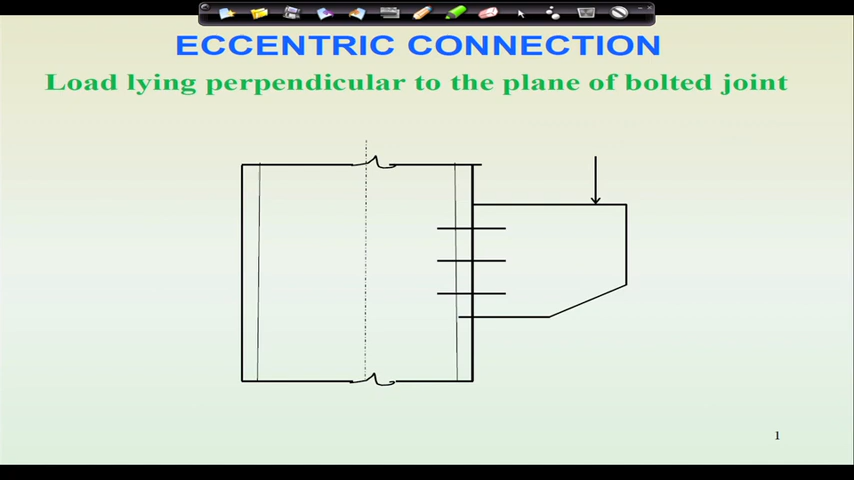 ECCENTRIC CONNECTION
Load lying perpendicular to the plane of bolted joint
1